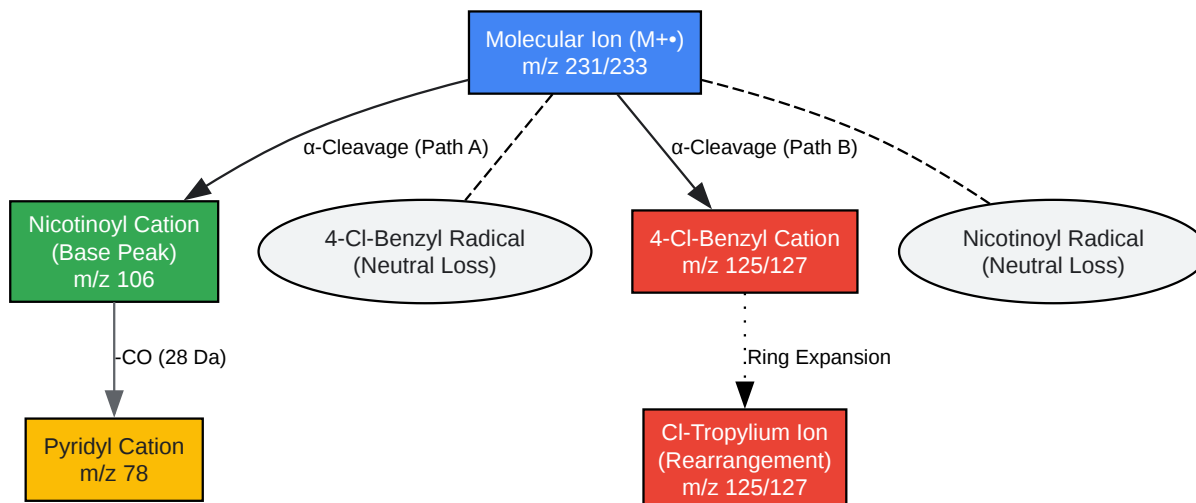 Molecular Ion (M+•)
m/z 231/233
α-Cleavage (Path A)
α-Cleavage (Path B)
Nicotinoyl Cation
(Base Peak)
m/z 106
4-Cl-Benzyl Radical
(Neutral Loss)
4-Cl-Benzyl Cation
m/z 125/127
Nicotinoyl Radical
(Neutral Loss)
-CO (28 Da)
Ring Expansion
Pyridyl Cation
m/z 78
Cl-Tropylium Ion
(Rearrangement)
m/z 125/127